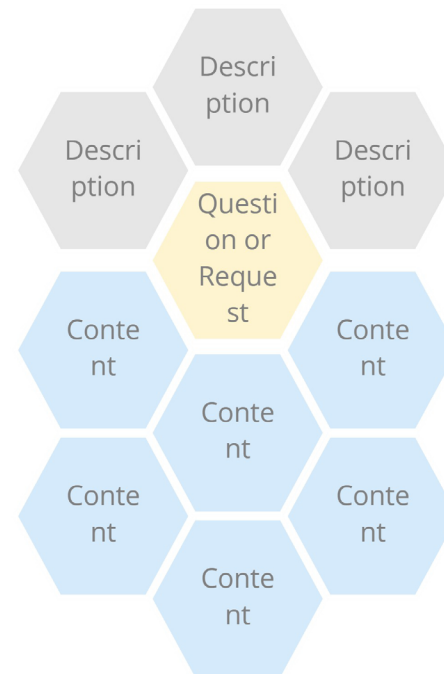 Descri
ption
Descri
ption
Descri
ption
Questi
on or
Reque
st
Conte
nt
Conte
nt
Conte
nt
Conte
nt
Conte
nt
Conte
nt